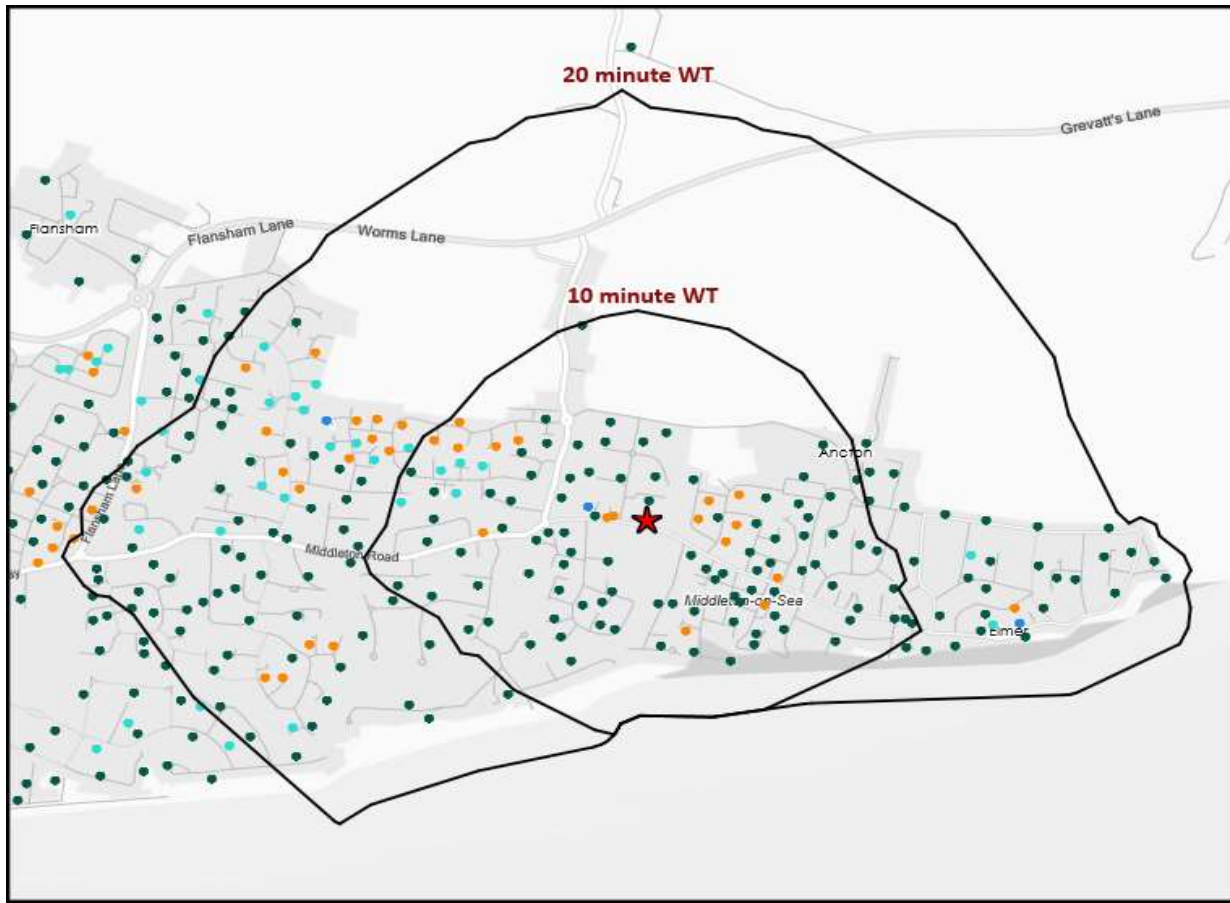 20 minute WT
Grevatt's Lane
Flansham
Flansham Lane
Worms Lane
10 minute WT
Ancton
Flansham Lane
Middleton Road
Middleton-on-Sea
Elmer